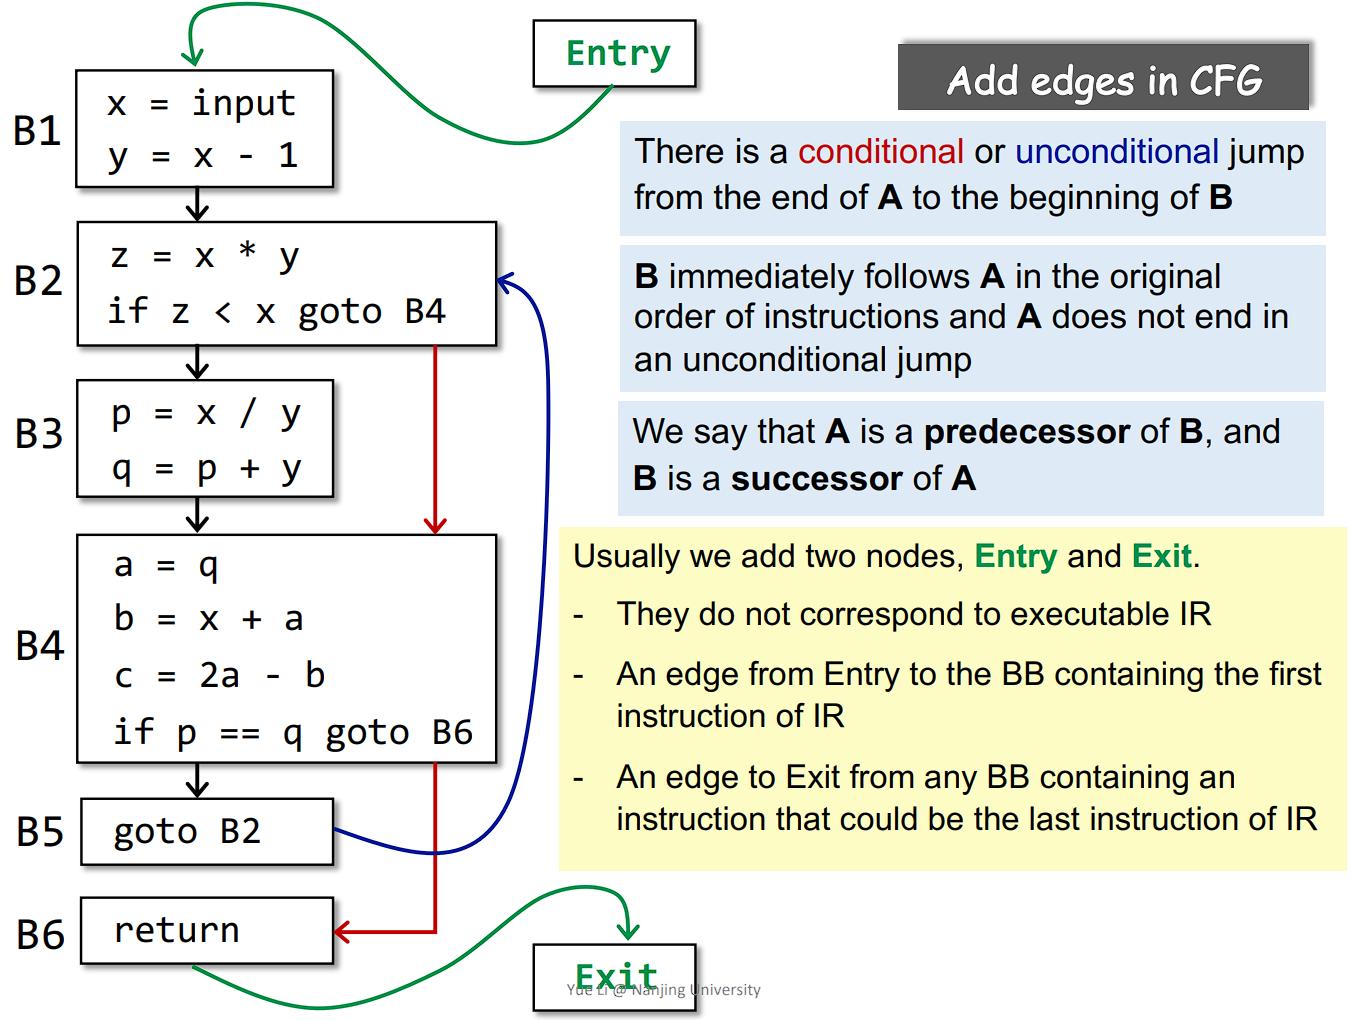 Entry
Add edges in CFG
B1
x = input
y = x - 1
There is a conditional or unconditional jump
from the end of A to the beginning of B
B2
z = x * y
if z < x goto B4
B immediately follows A in the original
order of instructions and A does not end in
an unconditional jump
B3
p = x / y
q = p + y
We say that A is a predecessor of B, and
B is a successor of A
B4
a = q
b = x + a
c = 2a - b
if p == q goto B6
Usually we add two nodes, Entry and Exit.
- They do not correspond to executable IR
- An edge from Entry to the BB containing the first
instruction of IR
- An edge to Exit from any BB containing an
instruction that could be the last instruction of IR
B5
goto B2
B6
return
Exit
Yue Li @ Nanjing University